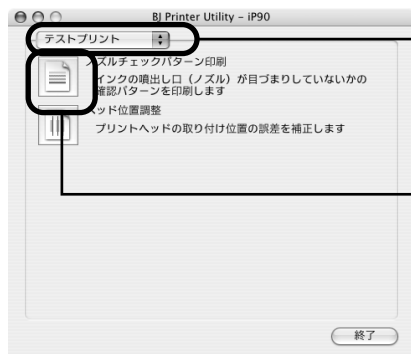 BJ Printer Utility – iP90
テストプリント
ノズルチェックパターン印刷
インクの噴出し口（ノズル）が目づまりしていないかの
確認パターンを印刷します
ヘッド位置調整
プリントヘッドの取り付け位置の誤差を補正します
終了